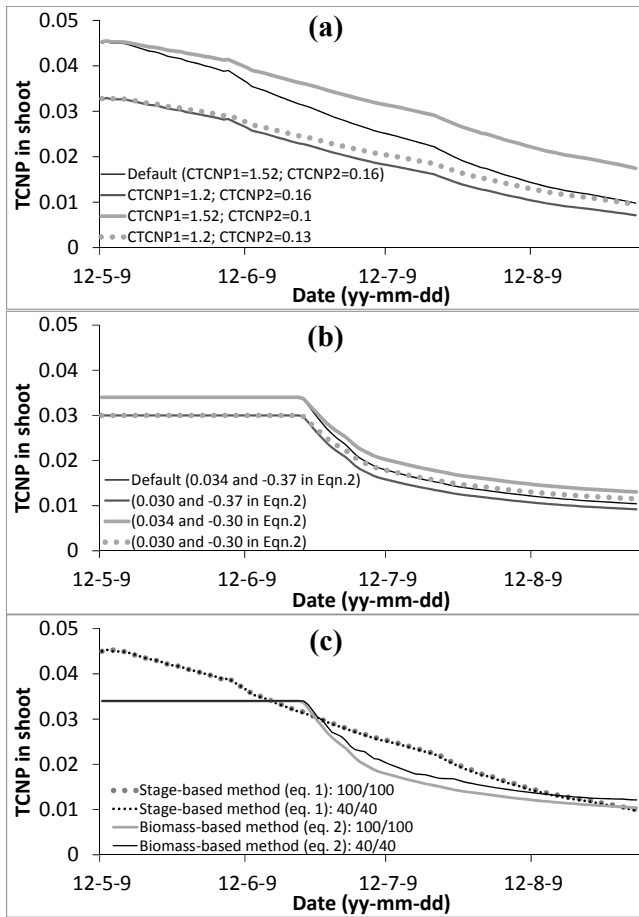 (a)
0.05
0.04
0.03
0.02
0.01
0
TCNP in shoot
Default (CTCNP1=1.52; CTCNP2=0.16)
CTCNP1=1.2; CTCNP2=0.16
CTCNP1=1.52; CTCNP2=0.1
CTCNP1=1.2; CTCNP2=0.13
12-5-9 12-6-9 12-7-9 12-8-9
Date (yy-mm-dd)
(b)
0.05
0.04
0.03
0.02
0.01
0
TCNP in shoot
Default (0.034 and -0.37 in Eqn.2)
(0.030 and -0.37 in Eqn.2)
(0.034 and -0.30 in Eqn.2)
(0.030 and -0.30 in Eqn.2)
12-5-9 12-6-9 12-7-9 12-8-9
Date (yy-mm-dd)
(c)
0.05
0.04
0.03
0.02
0.01
0
TCNP in shoot
Stage-based method (eq. 1): 100/100
Stage-based method (eq. 1): 40/40
Biomass-based method (eq. 2): 100/100
Biomass-based method (eq. 2): 40/40
12-5-9 12-6-9 12-7-9 12-8-9
Date (yy-mm-dd)